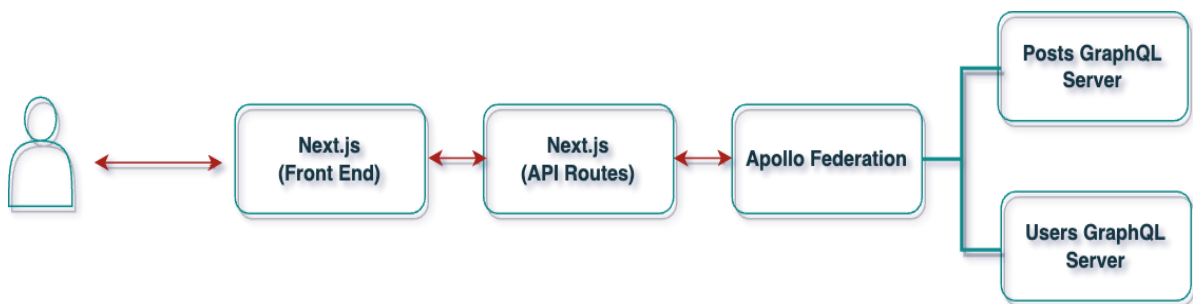 Next.js
(Front End)
Next.js
(API Routes)
Apollo Federation
Posts GraphQL
Server
Users GraphQL
Server